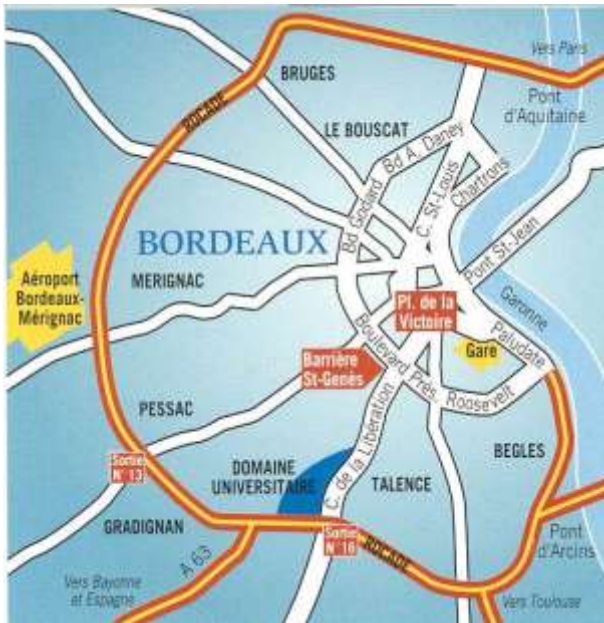 Vers Paris
BRUGES
Pont
d'Aquitaine
ROCADE
LE BOUSCAT
Bd A. Daney
C. St-Louis
Chartrons
Bd Godard
BORDEAUX
Pont St-Jean
Aéroport
Bordeaux-
Mérignac
MERIGNAC
Garonne
Pl. de la
Victoire
Paludate
Gare
Barrière
St-Genès
Boulevard Prés. Roosevelt
PESSAC
C. de la Libération
BEGLES
Sortie
N° 13
DOMAINE
UNIVERSITAIRE
TALENCE
GRADIGNAN
Sortie
N° 16
ROCADE
Pont
d'Arcins
A 63
Vers Bayonne
et Espagne
Vers Toulouse